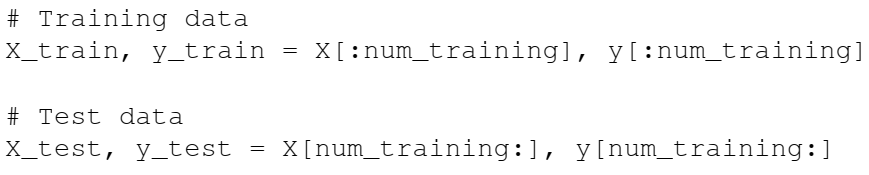 # Training data
X_train, y_train = X[:num_training], y[:num_training]
# Test data
X_test, y_test = X[num_training:], y[num_training:]